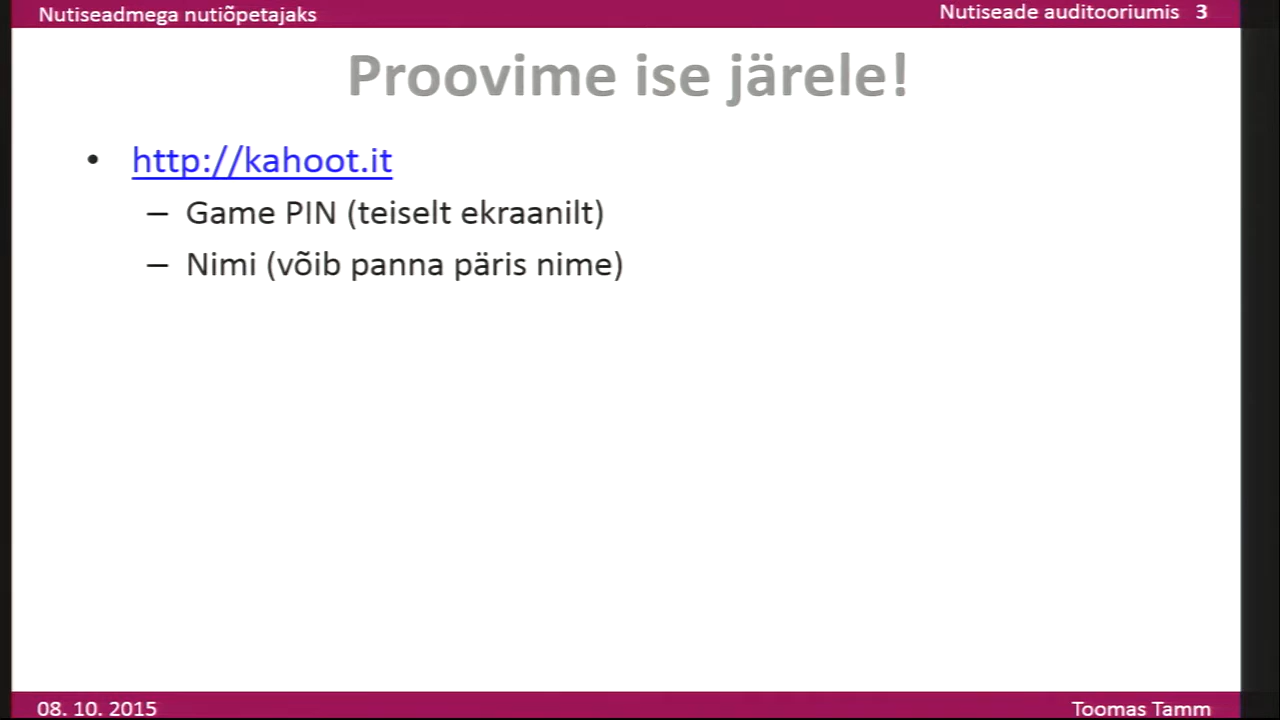 Nutiseadmega nutiõpetajaks
Nutiseade auditooriumis 3
Proovime ise järele!
• http://kahoot.it
– Game PIN (teiselt ekraanilt)
– Nimi (võib panna päris nime)
08. 10. 2015
Toomas Tamm